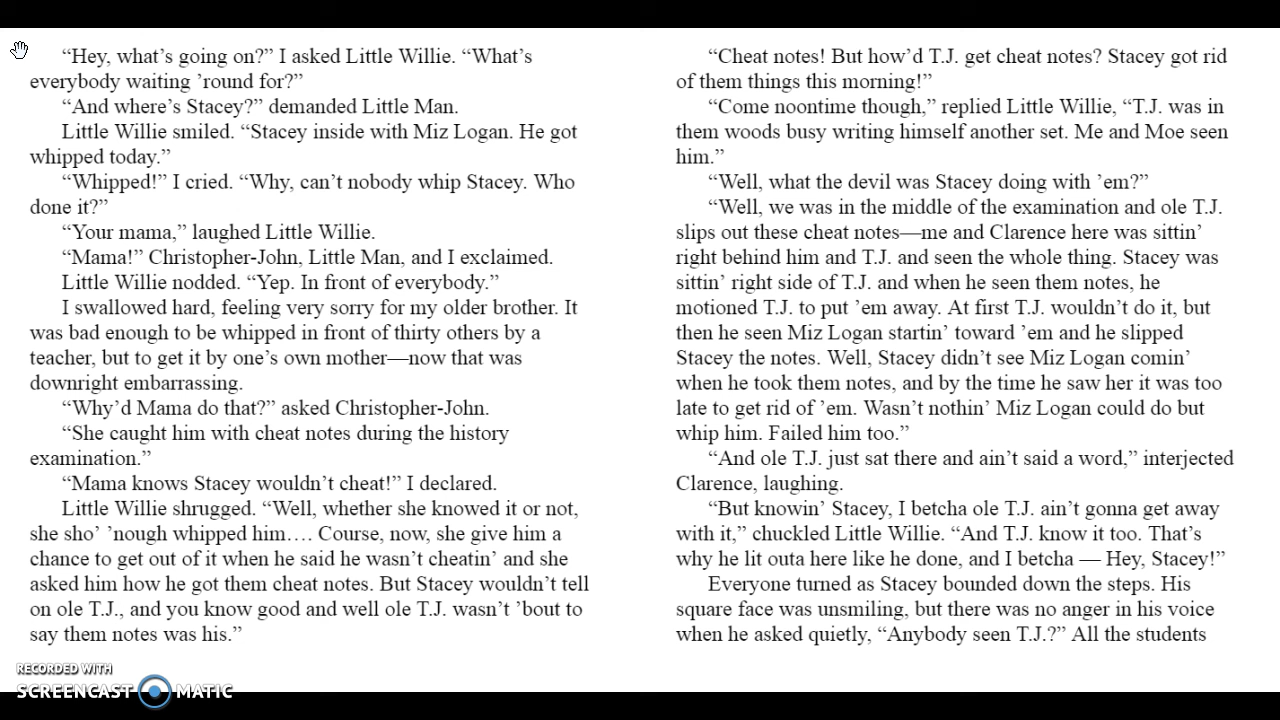 “Hey, what’s going on?” I asked Little Willie. “What’s
everybody waiting ’round for?”
“And where’s Stacey?” demanded Little Man.
Little Willie smiled. “Stacey inside with Miz Logan. He got
whipped today.”
“Whipped!” I cried. “Why, can’t nobody whip Stacey. Who
done it?”
“Your mama,” laughed Little Willie.
“Mama!” Christopher-John, Little Man, and I exclaimed.
Little Willie nodded. “Yep. In front of everybody.”
I swallowed hard, feeling very sorry for my older brother. It
was bad enough to be whipped in front of thirty others by a
teacher, but to get it by one’s own mother—now that was
downright embarrassing.
“Why’d Mama do that?” asked Christopher-John.
“She caught him with cheat notes during the history
examination.”
“Mama knows Stacey wouldn’t cheat!” I declared.
Little Willie shrugged. “Well, whether she knowed it or not,
she sho’ ’nough whipped him…. Course, now, she give him a
chance to get out of it when he said he wasn’t cheatin’ and she
asked him how he got them cheat notes. But Stacey wouldn’t tell
on ole T.J., and you know good and well ole T.J. wasn’t ’bout to
say them notes was his.”
“Cheat notes! But how’d T.J. get cheat notes? Stacey got rid
of them things this morning!”
“Come noontime though,” replied Little Willie, “T.J. was in
them woods busy writing himself another set. Me and Moe seen
him.”
“Well, what the devil was Stacey doing with ’em?”
“Well, we was in the middle of the examination and ole T.J.
slips out these cheat notes—me and Clarence here was sittin’
right behind him and T.J. and seen the whole thing. Stacey was
sittin’ right side of T.J. and when he seen them notes, he
motioned T.J. to put ’em away. At first T.J. wouldn’t do it, but
then he seen Miz Logan startin’ toward ’em and he slipped
Stacey the notes. Well, Stacey didn’t see Miz Logan comin’
when he took them notes, and by the time he saw her it was too
late to get rid of ’em. Wasn’t nothin’ Miz Logan could do but
whip him. Failed him too.”
“And ole T.J. just sat there and ain’t said a word,” interjected
Clarence, laughing.
“But knowin’ Stacey, I betcha ole T.J. ain’t gonna get away
with it,” chuckled Little Willie. “And T.J. know it too. That’s
why he lit outa here like he done, and I betcha — Hey, Stacey!”
Everyone turned as Stacey bounded down the steps. His
square face was unsmiling, but there was no anger in his voice
when he asked quietly, “Anybody seen T.J.?” All the students
RECORDED WITH
SCREENCAST MATIC